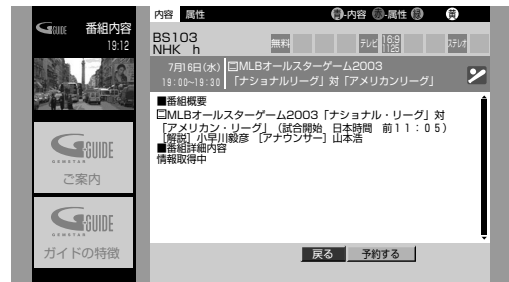 GGUIDE 番組内容
19:12
内容 属性 青-内容 -属性 黄
BS103
NHK h
無料 テレビ 16:9 1125 ステレオ
7月16日(水) 口MLBオールスターゲーム2003
18:00~19:30 「ナショナルリーグ」対「アメリカンリーグ」
■番組概要
口MLBオールスターゲーム2003「ナショナル・リーグ」対
[アメリカン・リーグ](試合開始 日本時間 前11:05)
[解説]小早川毅彦 [アナウンサー]山本浩
■番組詳細内容
情報取得中
GGUIDE
GEMSTAR
ご案内
GGUIDE
GEMSTAR
ガイドの特徴
戻る 予約する